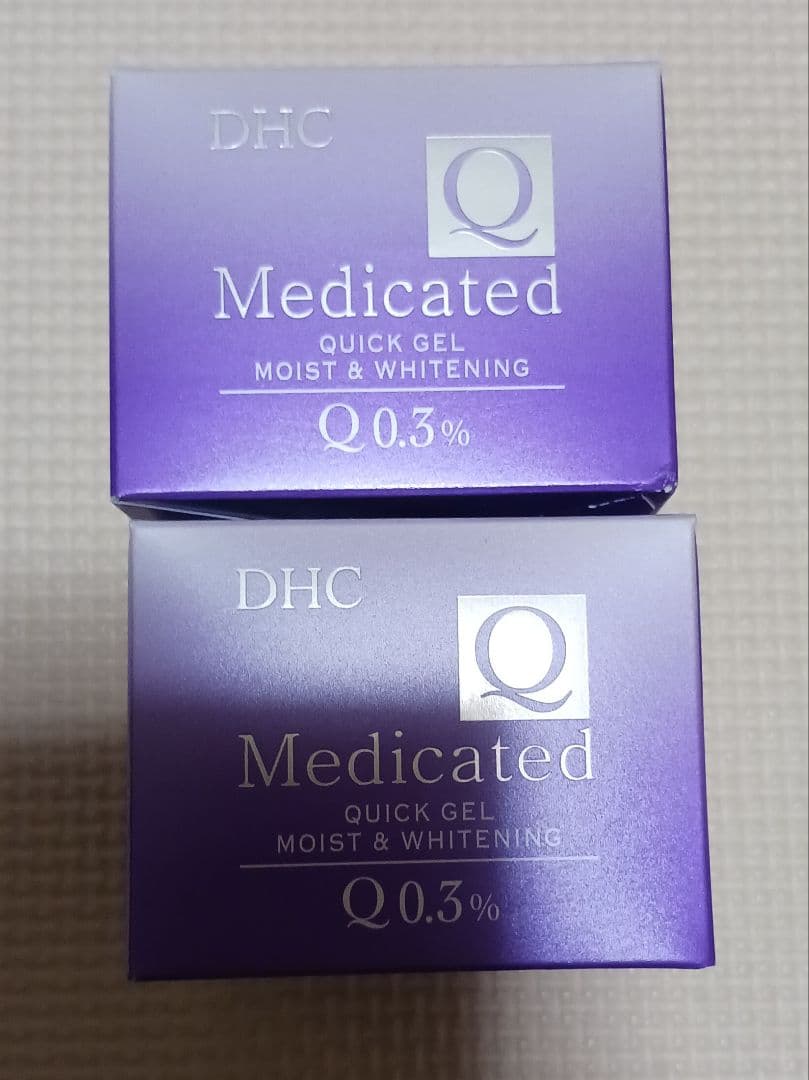 DHC
Q
Medicated
QUICK GEL
MOIST & WHITENING
Q 0.3%
DHC
Q
Medicated
QUICK GEL
MOIST & WHITENING
Q 0.3%